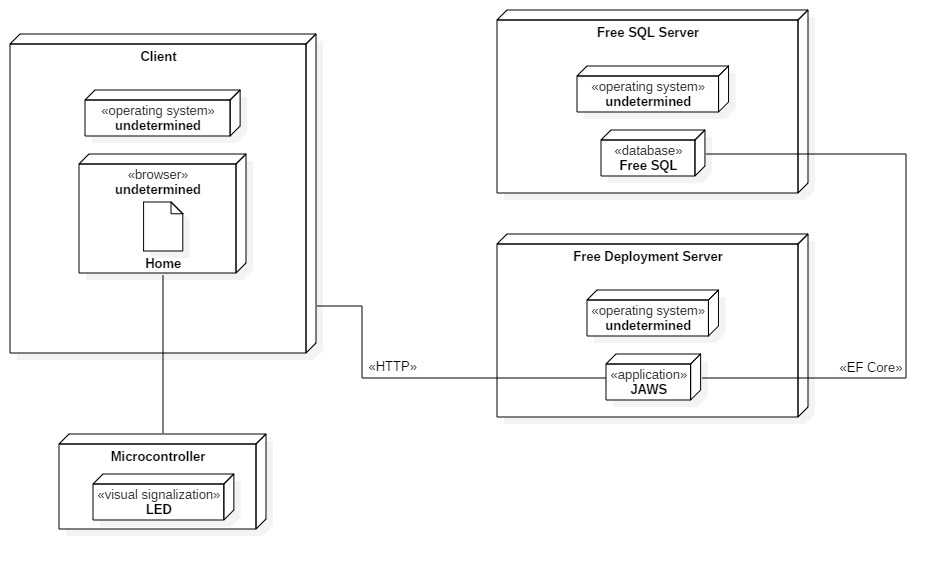 Client
«operating system»
undetermined
«browser»
undetermined
Home
Microcontroller
«visual signalization»
LED
«HTTP»
Free SQL Server
«operating system»
undetermined
«database»
Free SQL
Free Deployment Server
«operating system»
undetermined
«application»
JAWS
«EF Core»